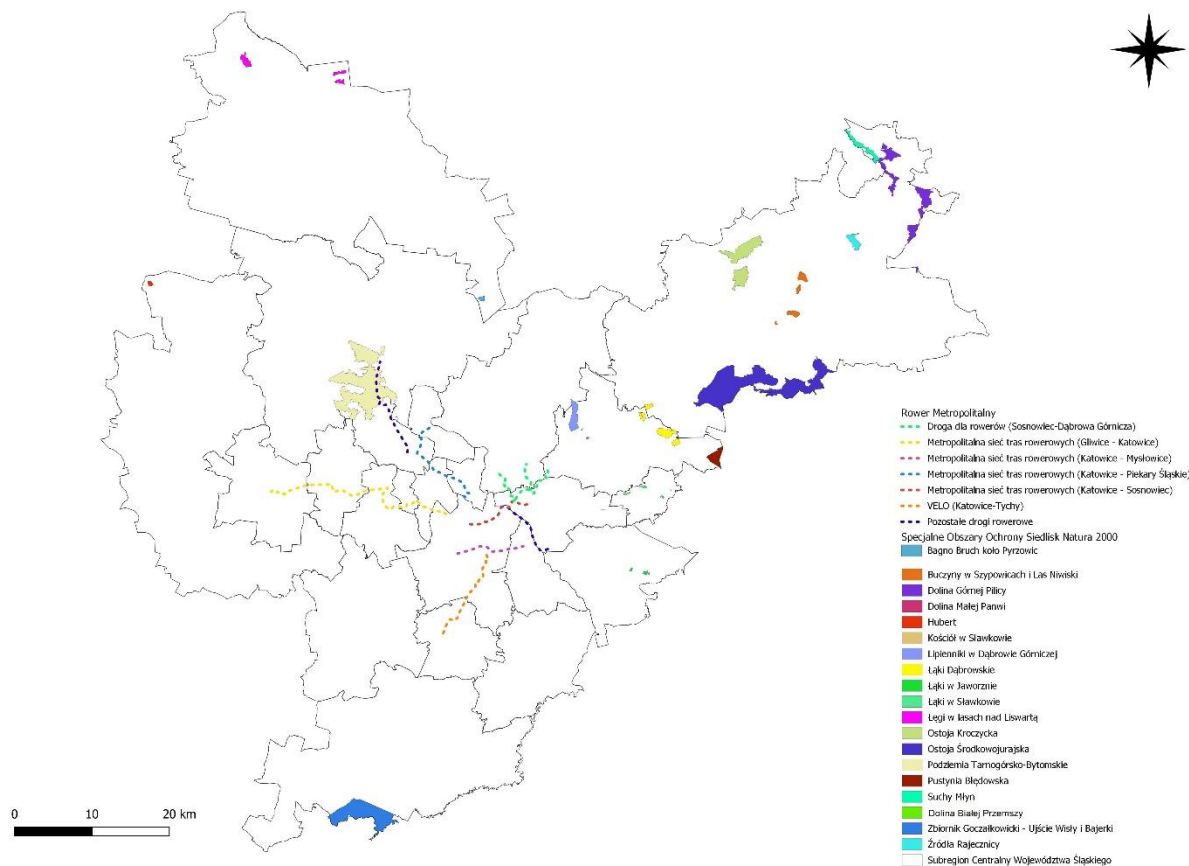 Rower Metropolitalny
Droga dla rowerów (Sosnowiec-Dąbrowa Górnicza)
Metropolitalna sieć tras rowerowych (Gliwice - Katowice)
Metropolitalna sieć tras rowerowych (Katowice - Mysłowice)
Metropolitalna sieć tras rowerowych (Katowice - Piekary Śląskie)
Metropolitalna sieć tras rowerowych (Katowice - Sosnowiec)
VELO (Katowice-Tychy)
Pozostałe drogi rowerowe
Specjalne Obszary Ochrony Siedlisk Natura 2000
Bagno Bruch koło Pyrzowic
Buczyny w Szypowicach i Las Niwiski
Dolina Górnej Pilicy
Dolina Małej Panwi
Hubert
Kościół w Sławkowie
Lipienniki w Dąbrowie Górniczej
Łąki Dąbrowskie
Łąki w Jaworznie
Łąki w Sławkowie
Łęgi w lasach nad Liswartą
Ostoja Kroczycka
Ostoja Środkowojurajska
Podziemia Tarnogórsko-Bytomskie
Pustynia Błędowska
Suchy Młyn
Dolina Białej Przemszy
Zbiornik Goczałkowicki - Ujście Wisły i Bajerki
Źródła Rajecznicy
Subregion Centralny Województwa Śląskiego
0 10 20 km